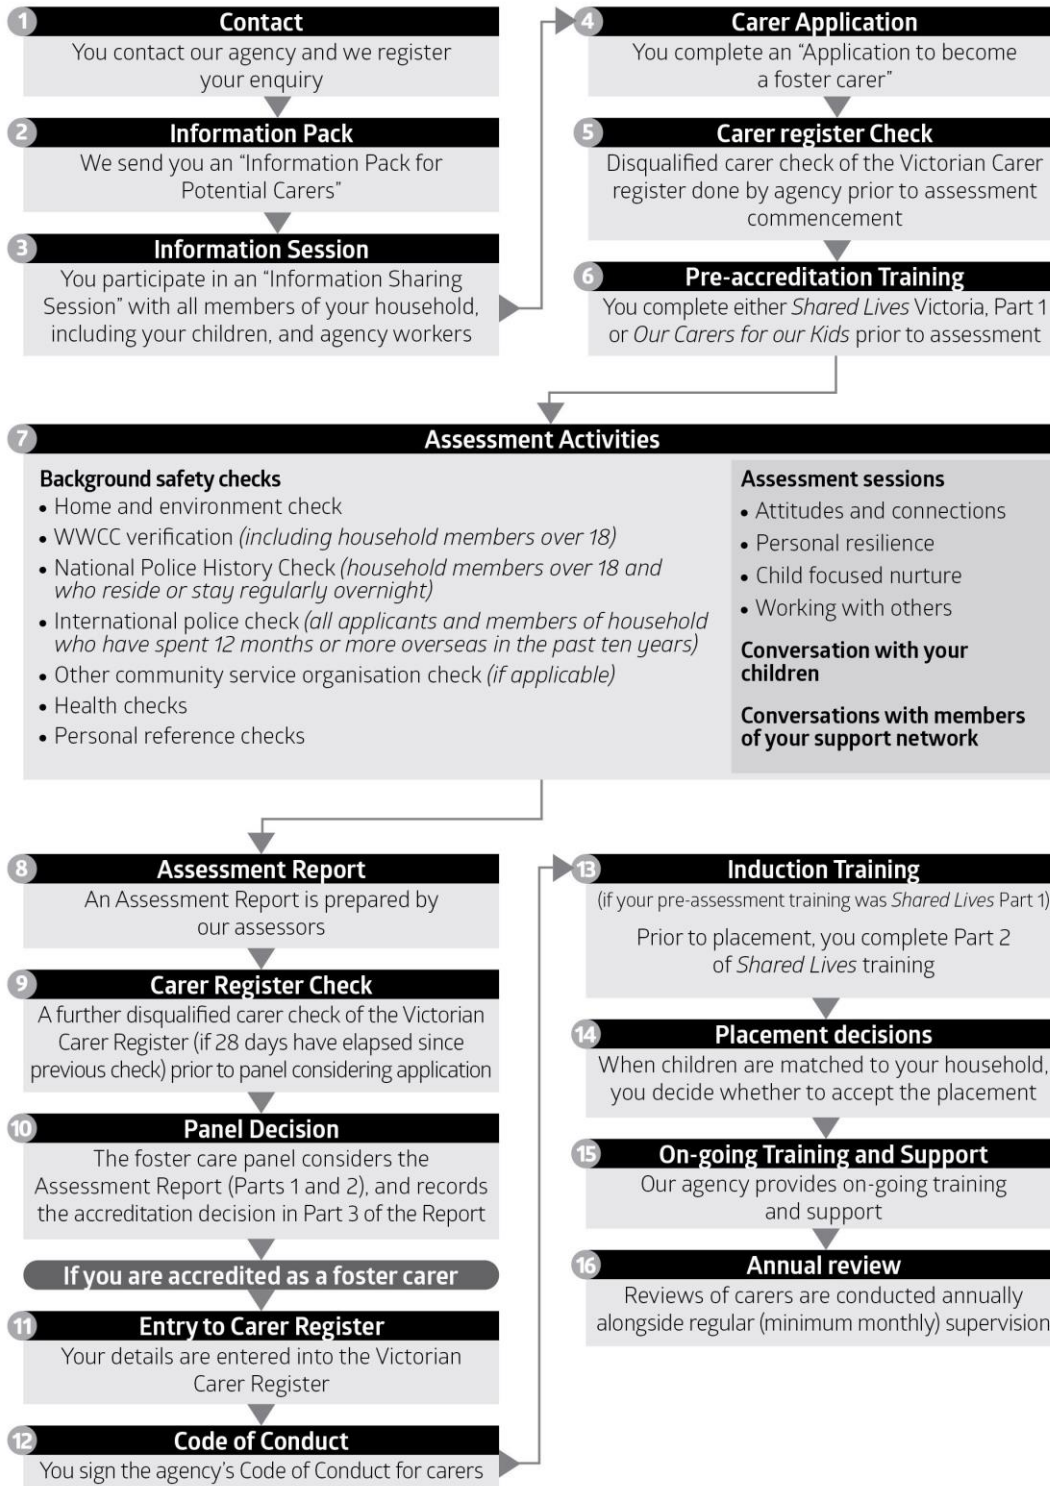 1
Contact
You contact our agency and we register
your enquiry
2
Information Pack
We send you an “Information Pack for
Potential Carers”
3
Information Session
You participate in an “Information Sharing
Session” with all members of your household,
including your children, and agency workers
4
Carer Application
You complete an “Application to become
a foster carer”
5
Carer register Check
Disqualified carer check of the Victorian Carer
register done by agency prior to assessment
commencement
6
Pre-accreditation Training
You complete either Shared Lives Victoria, Part 1
or Our Carers for our Kids prior to assessment
7
Assessment Activities
Background safety checks
• Home and environment check
• WWCC verification (including household members over 18)
• National Police History Check (household members over 18 and
who reside or stay regularly overnight)
• International police check (all applicants and members of household
who have spent 12 months or more overseas in the past ten years)
• Other community service organisation check (if applicable)
• Health checks
• Personal reference checks
Assessment sessions
• Attitudes and connections
• Personal resilience
• Child focused nurture
• Working with others
Conversation with your
children
Conversations with members
of your support network
8
Assessment Report
An Assessment Report is prepared by
our assessors
9
Carer Register Check
A further disqualified carer check of the Victorian
Carer Register (if 28 days have elapsed since
previous check) prior to panel considering application
10
Panel Decision
The foster care panel considers the
Assessment Report (Parts 1 and 2), and records
the accreditation decision in Part 3 of the Report
If you are accredited as a foster carer
11
Entry to Carer Register
Your details are entered into the Victorian
Carer Register
12
Code of Conduct
You sign the agency’s Code of Conduct for carers
13
Induction Training
(if your pre-assessment training was Shared Lives Part 1)
Prior to placement, you complete Part 2
of Shared Lives training
14
Placement decisions
When children are matched to your household,
you decide whether to accept the placement
15
On-going Training and Support
Our agency provides on-going training
and support
16
Annual review
Reviews of carers are conducted annually
alongside regular (minimum monthly) supervision